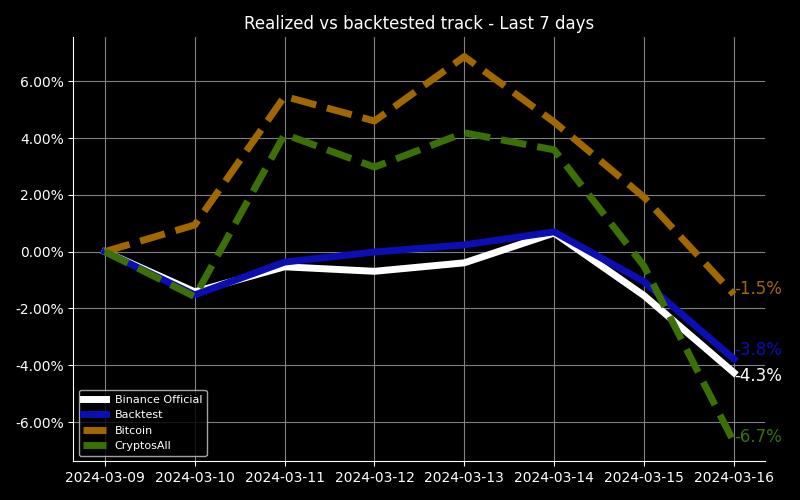 Realized vs backtested track - Last 7 days
6.00%
4.00%
2.00%
0.00%
-2.00%
-4.00%
-6.00%
-1.5%
-3.8%
-4.3%
-6.7%
Binance Official
Backtest
Bitcoin
CryptosAll
2024-03-09 2024-03-10 2024-03-11 2024-03-12 2024-03-13 2024-03-14 2024-03-15 2024-03-16